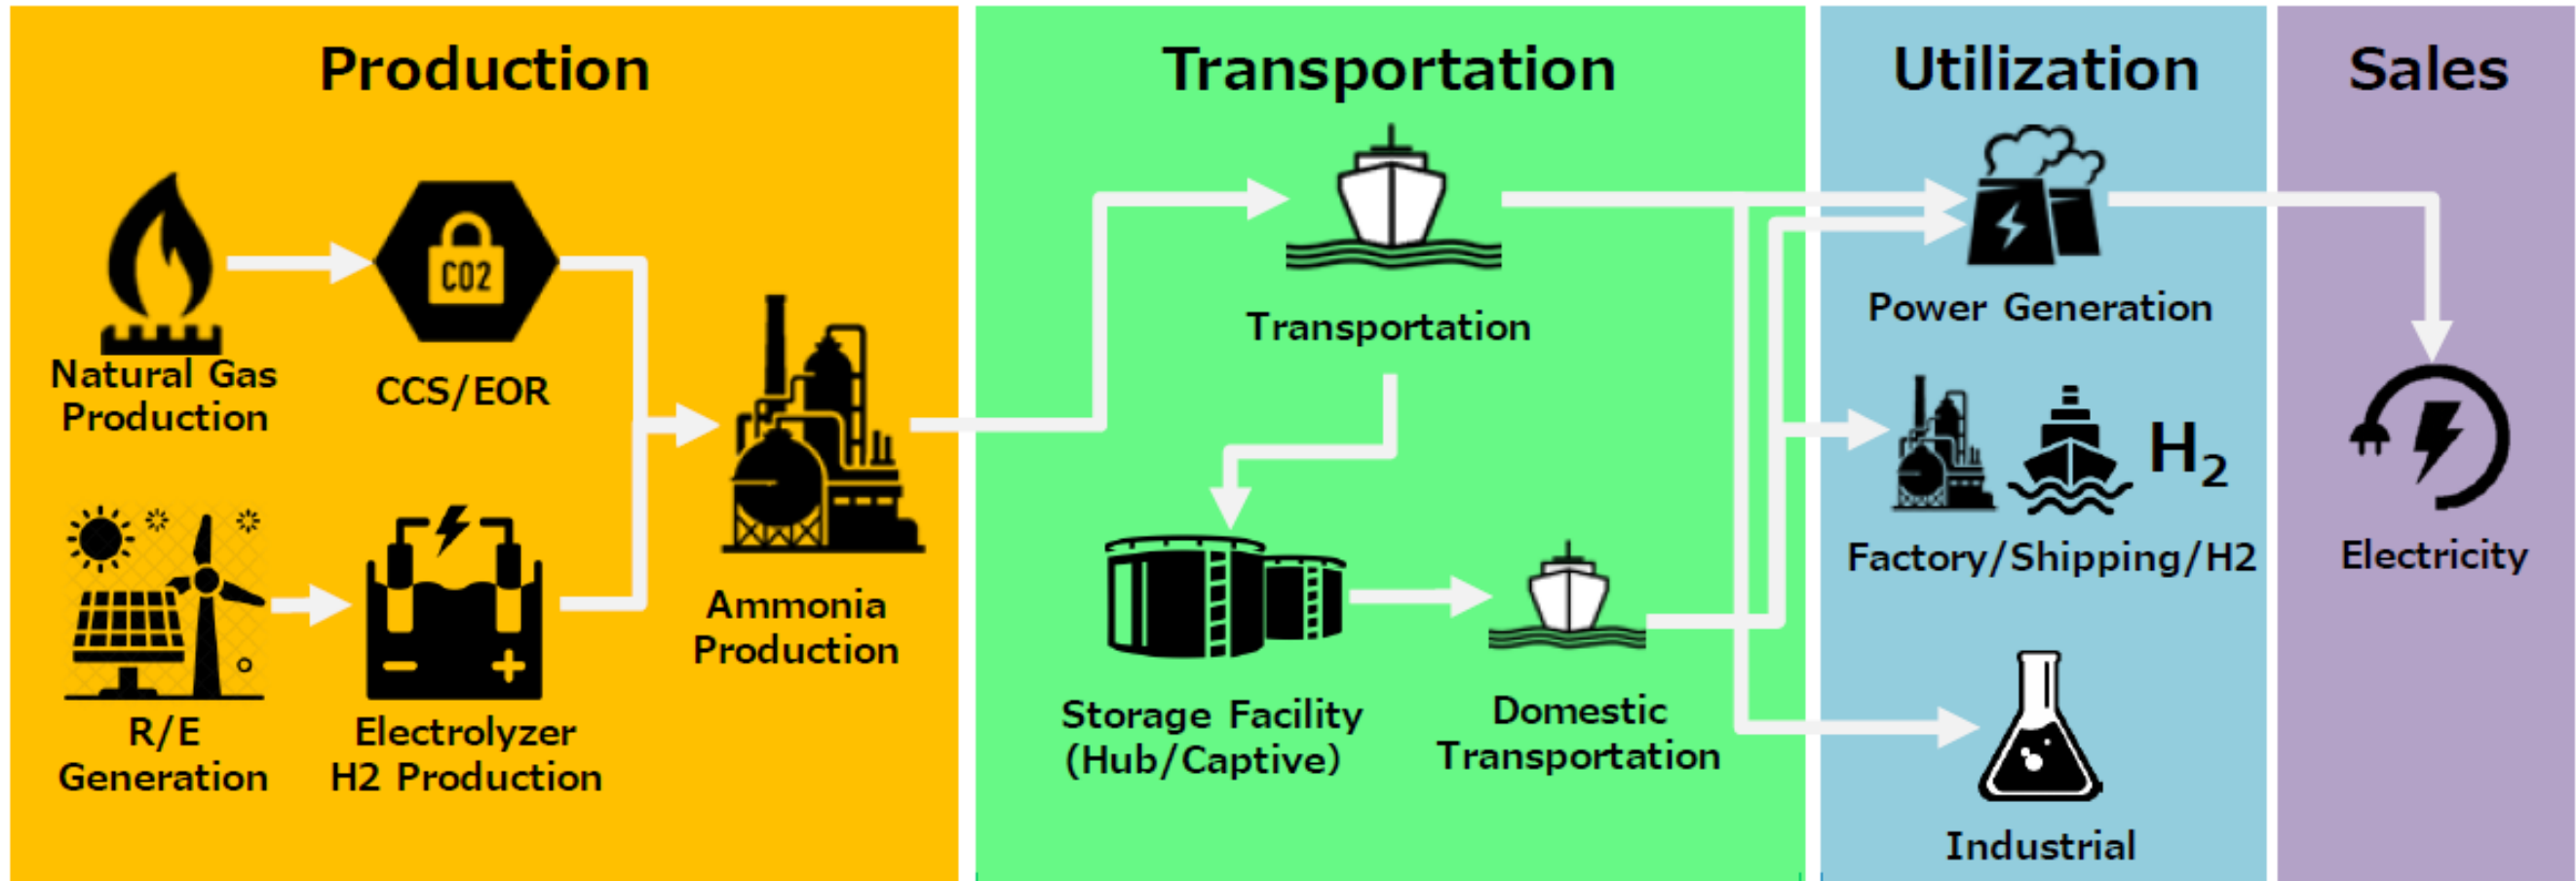 Production
CO2
Natural Gas
Production
CCS/EOR
R/E
Generation
Electrolyzer
H2 Production
Ammonia
Production
Transportation
Transportation
Storage Facility
(Hub/Captive)
Domestic
Transportation
Utilization
Power Generation
H₂
Factory/Shipping/H2
Industrial
Sales
Electricity